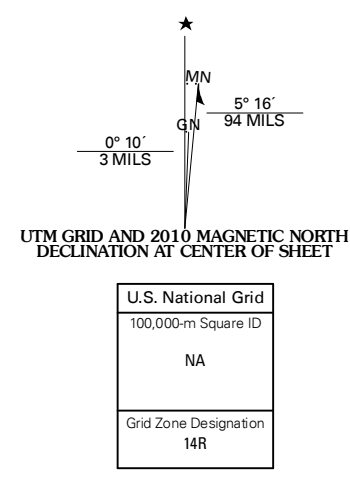 MN
5° 16´
94 MILS
GN
0° 10´
3 MILS
UTM GRID AND 2010 MAGNETIC NORTH
DECLINATION AT CENTER OF SHEET
U.S. National Grid
100,000-m Square ID
NA
Grid Zone Designation
14R